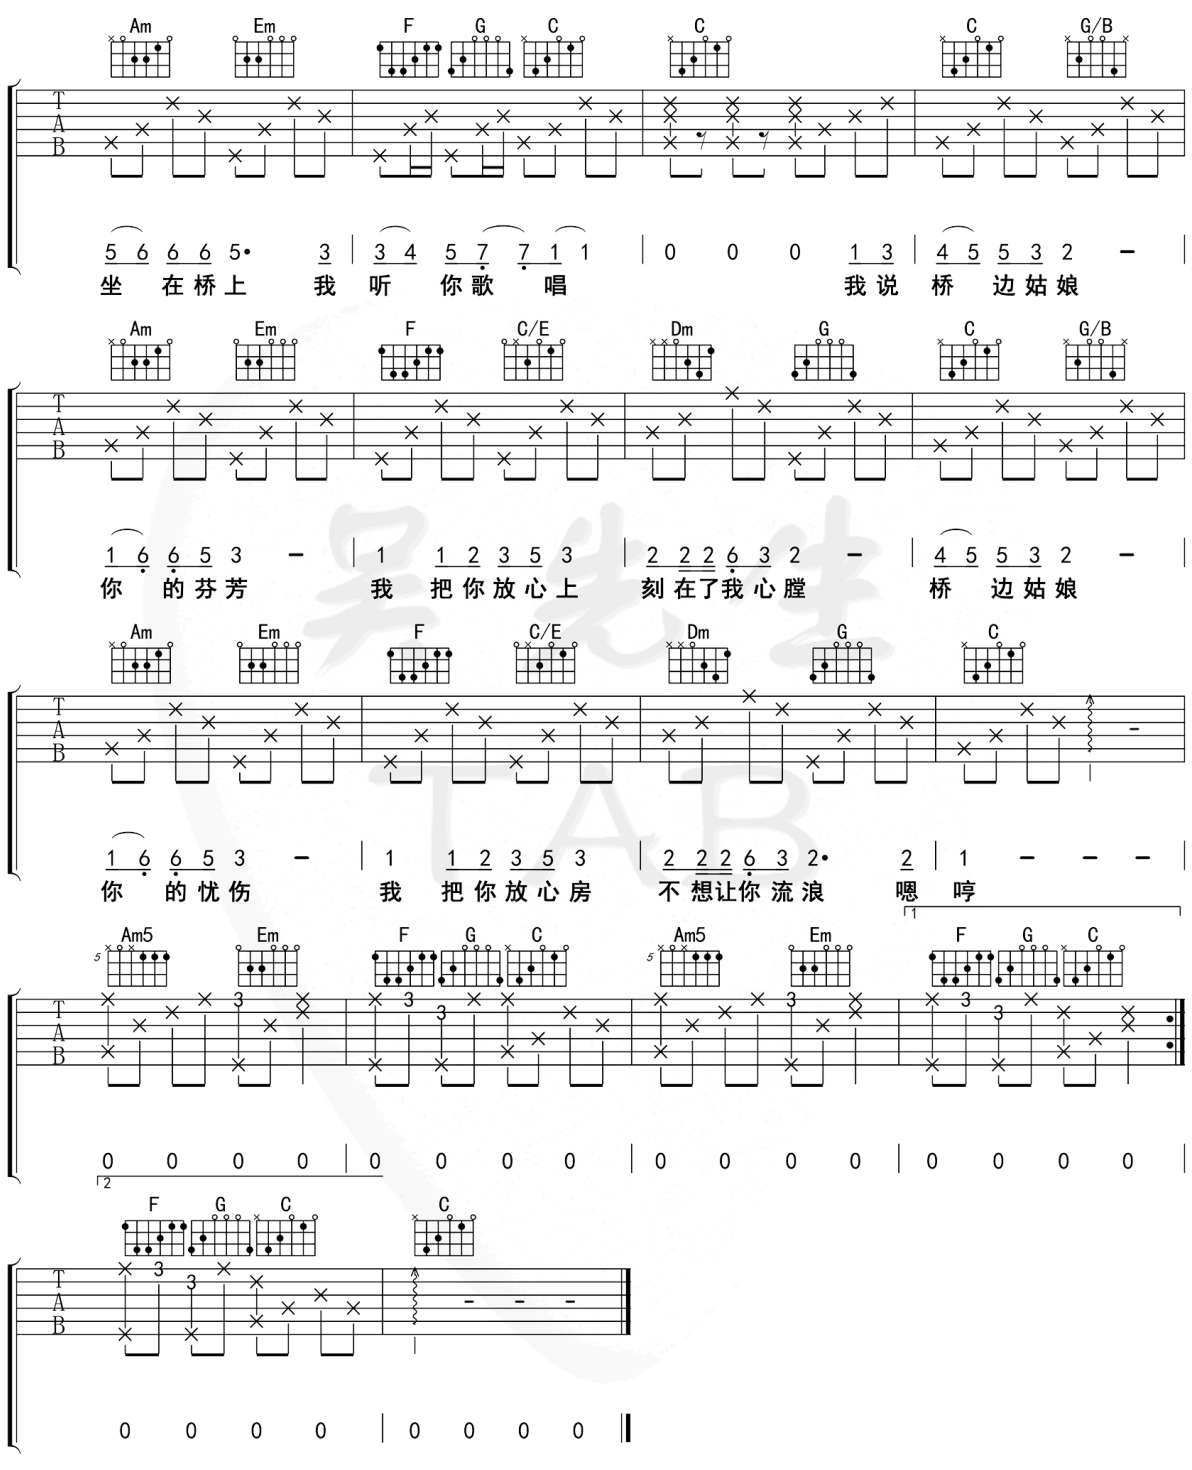 Am Em F G C C C G/B
T A B
5 6 6 6 5· 3 | 3 4 5 7 7 1 1 | 0 0 0 1 3 | 4 5 5 3 2 –
坐 在桥上 我 听 你歌 唱 我说 桥 边姑娘
Am Em F C/E Dm G C G/B
T A B
1 6 6 5 3 – | 1 1 2 3 5 3 | 2 2 2 6 3 2 – | 4 5 5 3 2 –
你 的芬芳 我 把你放心上 刻在了我心膛 桥 边姑娘
Am Em F C/E Dm G C
T A B
1 6 6 5 3 – | 1 1 2 3 5 3 | 2 2 2 6 3 2· 2 | 1 – – –
你 的忧伤 我 把你放心房 不想让你流浪 嗯 哼
1
Am5 Em F G C Am5 Em F G C
5 5
T A B
3 3 3 3 3 3
0 0 0 0 | 0 0 0 0 | 0 0 0 0 | 0 0 0 0
2
F G C C
T A B
3 3
0 0 0 0 | 0 0 0 0
吴先生
TAB